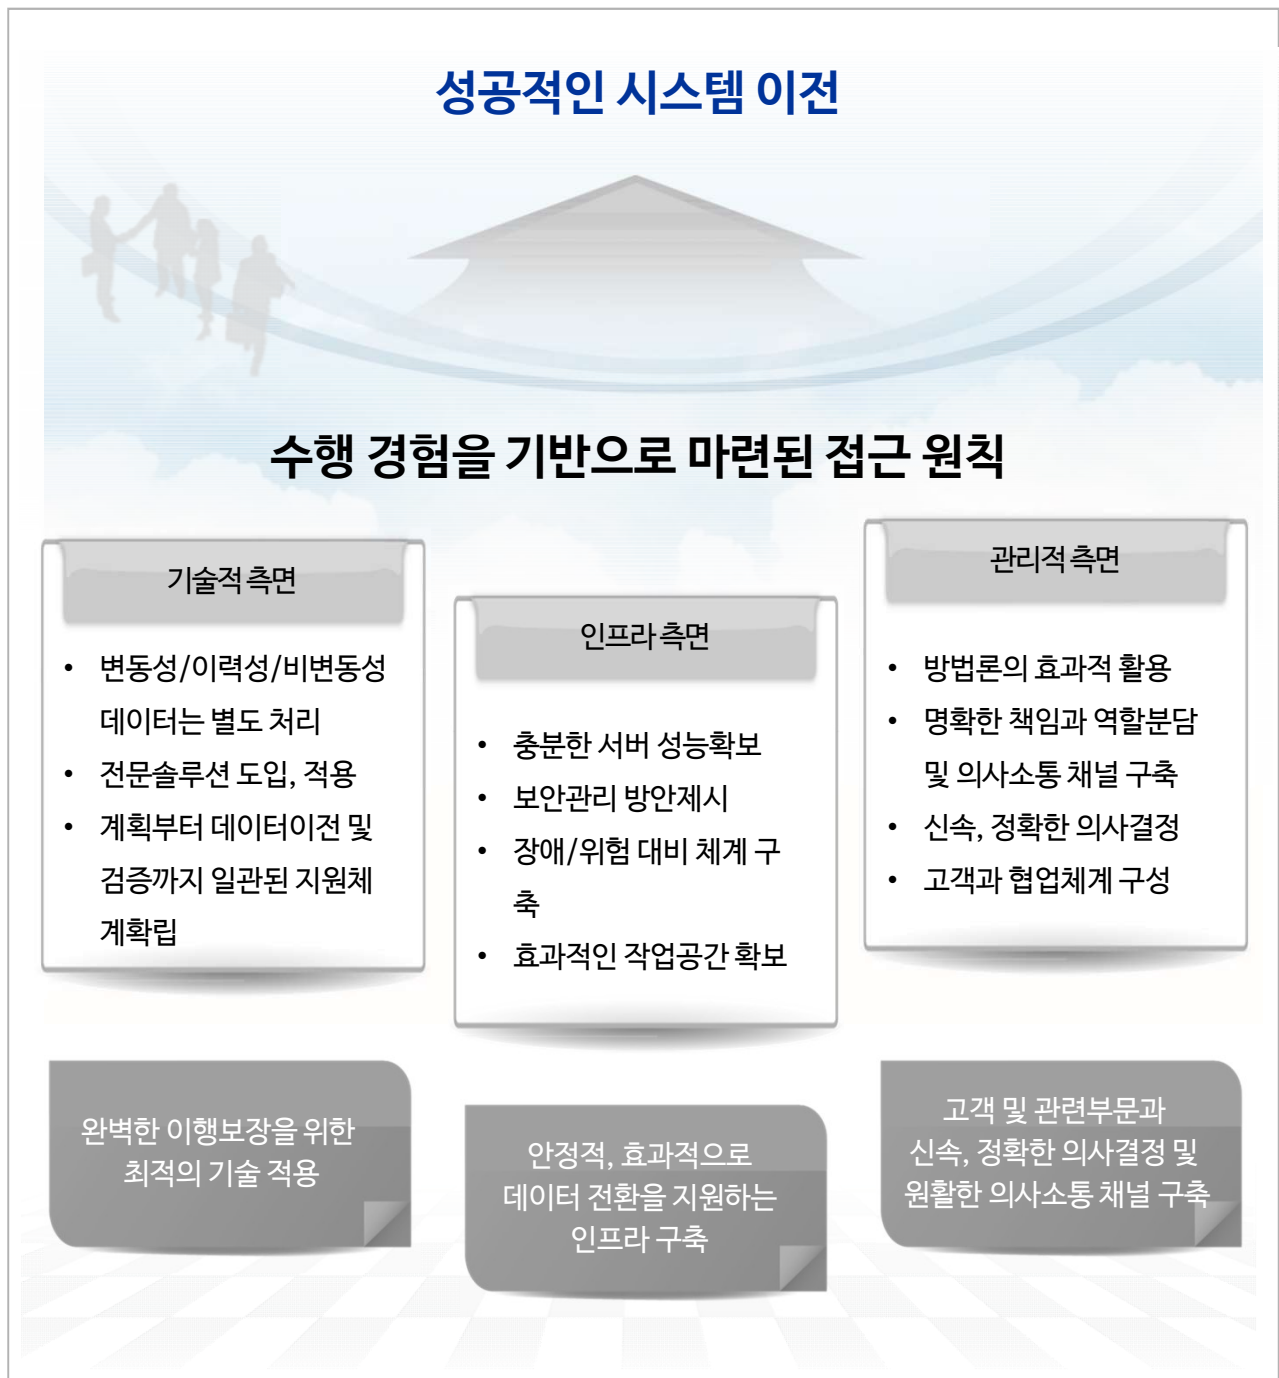 성공적인 시스템 이전
수행 경험을 기반으로 마련된 접근 원칙
기술적 측면
• 변동성/이력성/비변동성
데이터는 별도 처리
• 전문솔루션 도입, 적용
• 계획부터 데이터이전 및
검증까지 일관된 지원체
계확립
인프라 측면
• 충분한 서버 성능확보
• 보안관리 방안제시
• 장애/위험 대비 체계 구
축
• 효과적인 작업공간 확보
관리적 측면
• 방법론의 효과적 활용
• 명확한 책임과 역할분담
및 의사소통 채널 구축
• 신속, 정확한 의사결정
• 고객과 협업체계 구성
완벽한 이행보장을 위한
최적의 기술 적용
안정적, 효과적으로
데이터 전환을 지원하는
인프라 구축
고객 및 관련부문과
신속, 정확한 의사결정 및
원활한 의사소통 채널 구축